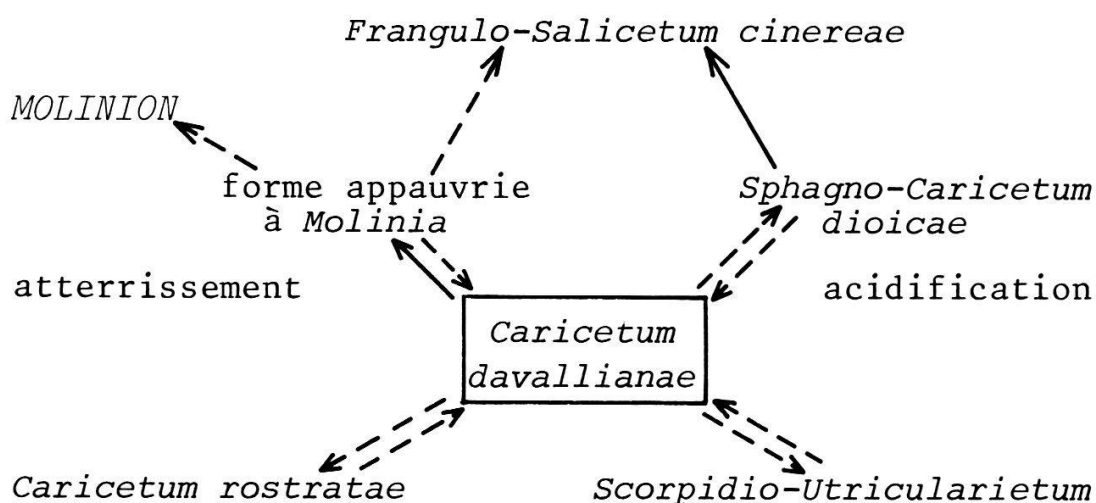 Frangulo-Salicetum cinereae
MOLINION
forme appauvrie
à Molinia
Sphagno-Caricetum
dioicae
atterrissement
acidification
Caricetum
davallianae
Caricetum rostratae
Scorpidio-Utricularietum